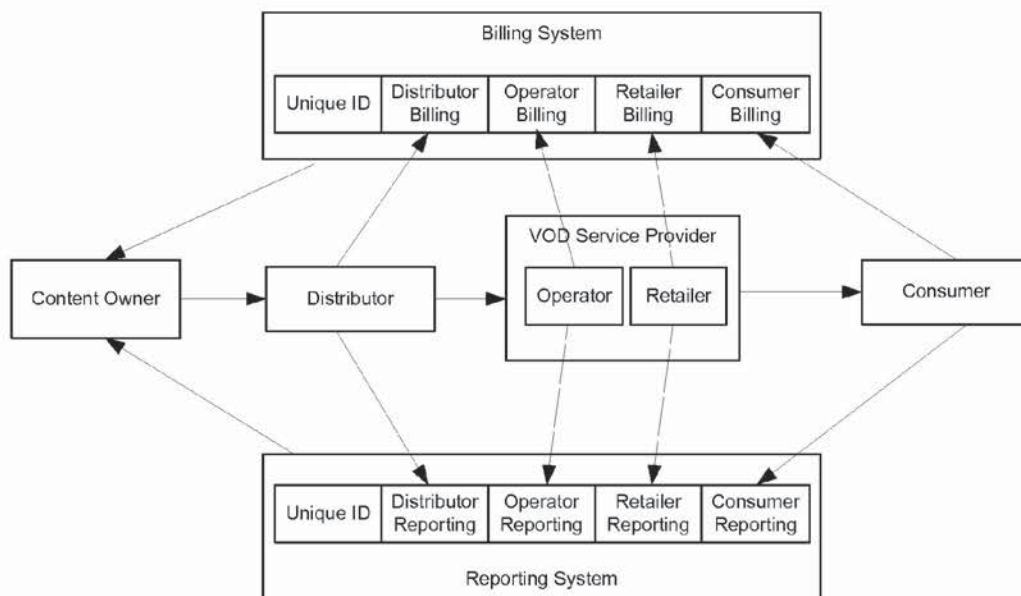 Billing System
Unique ID
Distributor
Billing
Operator
Billing
Retailer
Billing
Consumer
Billing
VOD Service Provider
Content Owner
Distributor
Operator
Retailer
Consumer
Unique ID
Distributor
Reporting
Operator
Reporting
Retailer
Reporting
Consumer
Reporting
Reporting System